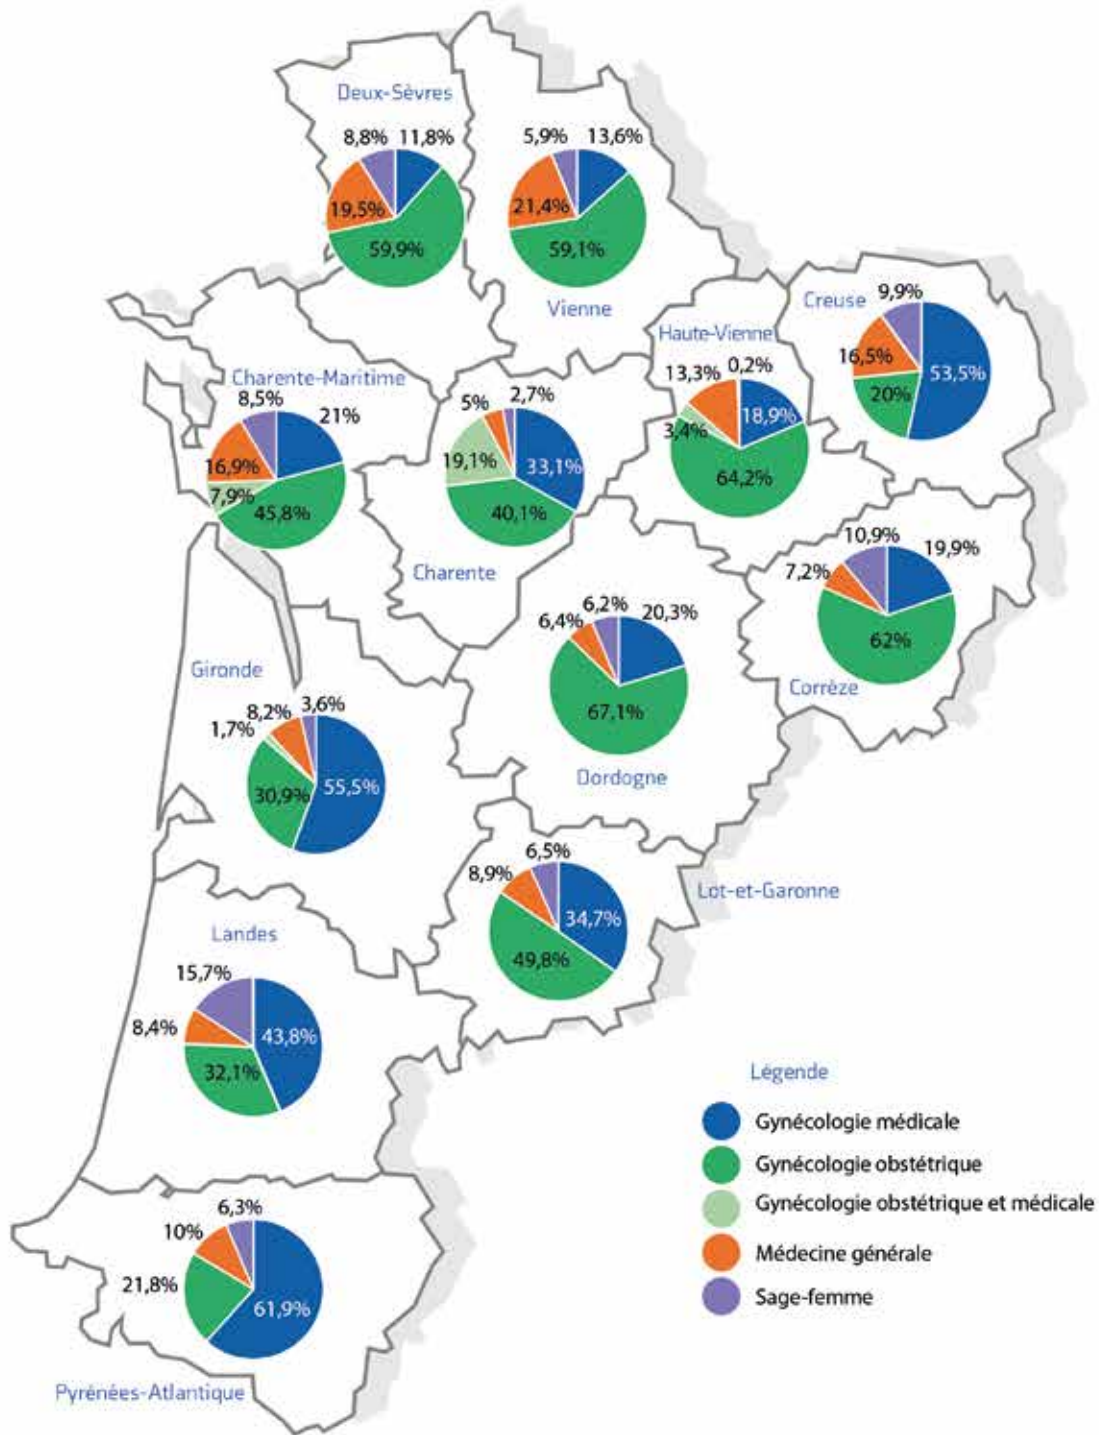 Deux-Sèvres
8,8% 11,8%
19,5%
59,9%
5,9% 13,6%
21,4%
59,1%
Vienne
Creuse
9,9%
16,5%
53,5%
20%
Haute-Vienne
13,3% 0,2%
18,9%
3,4%
64,2%
Charente-Maritime
8,5% 21%
16,9%
7,9%
45,8%
5% 2,7%
19,1% 33,1%
40,1%
Charente
10,9% 19,9%
7,2%
62%
Corrèze
6,2% 20,3%
6,4%
67,1%
Dordogne
Gironde
8,2% 3,6%
1,7%
30,9% 55,5%
6,5%
8,9%
34,7%
49,8%
Lot-et-Garonne
Landes
15,7%
8,4% 43,8%
32,1%
6,3%
10%
21,8%
61,9%
Pyrénées-Atlantique
Légende
Gynécologie médicale
Gynécologie obstétrique
Gynécologie obstétrique et médicale
Médecine générale
Sage-femme